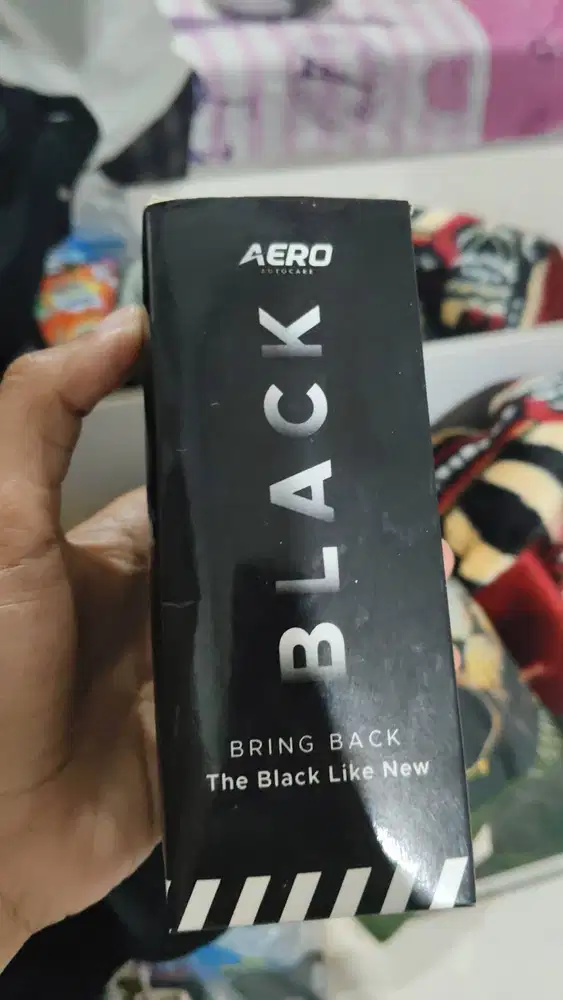 AERO
AUTOCARE
BLACK
BRING BACK
The Black Like New